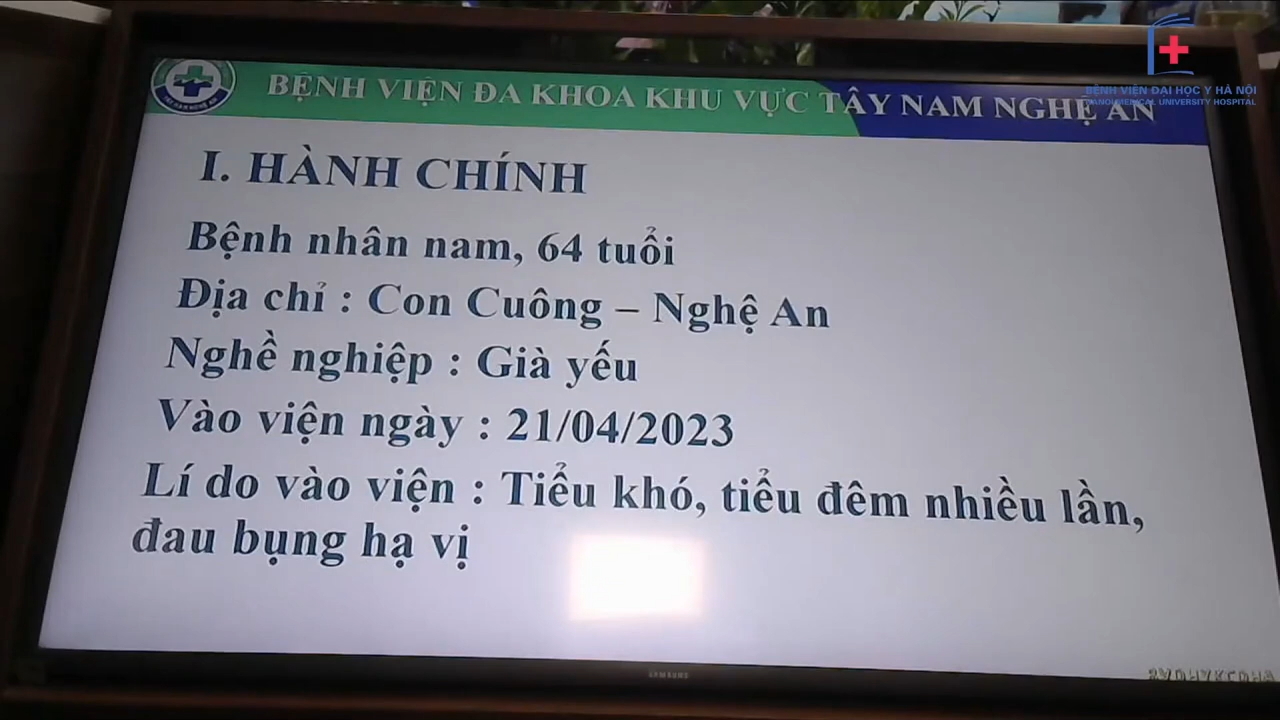 BỆNH VIỆN ĐA KHOA KHU VỰC TÂY NAM NGHỆ AN
BỆNH VIỆN ĐẠI HỌC Y HÀ NỘI
HANOI MEDICAL UNIVERSITY HOSPITAL
I. HÀNH CHÍNH
Bệnh nhân nam, 64 tuổi
Địa chỉ : Con Cuông – Nghệ An
Nghề nghiệp : Già yếu
Vào viện ngày : 21/04/2023
Lí do vào viện : Tiểu khó, tiểu đêm nhiều lần,
đau bụng hạ vị
SAMSUNG